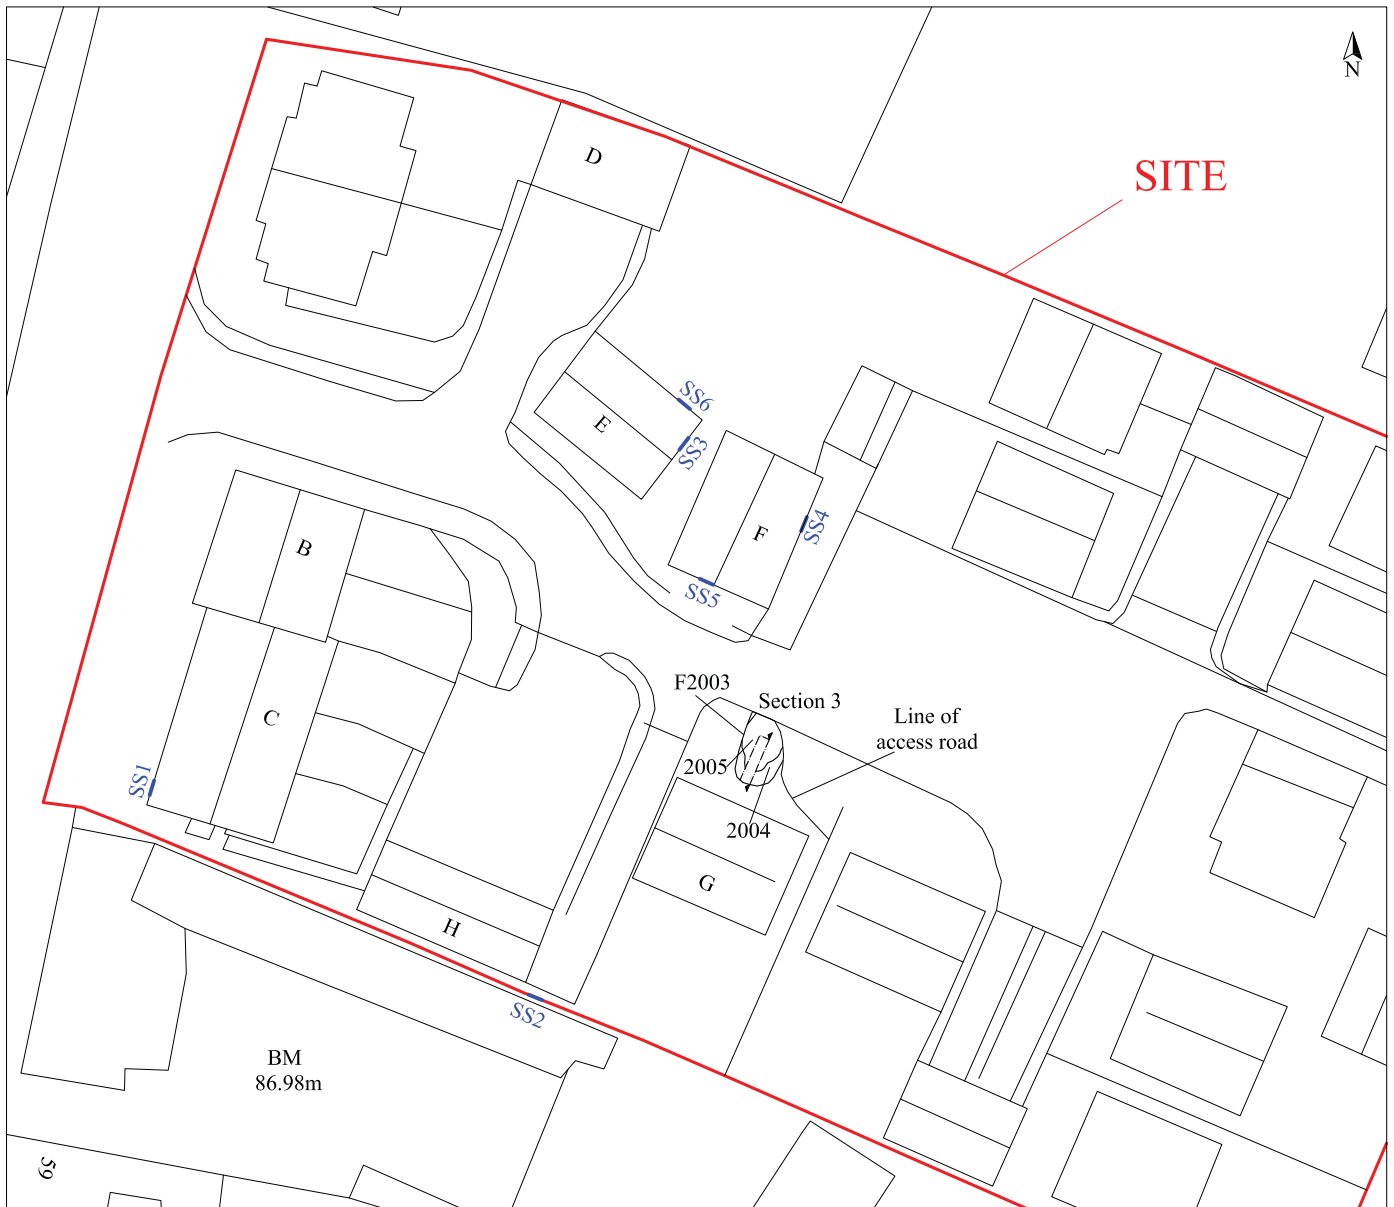 N
D
SITE
SS6
E
SS3
F
SS4
B
SS5
F2003
Section 3
C
Line of
access road
2005
SS1
2004
G
H
SS2
BM
86.98m
59